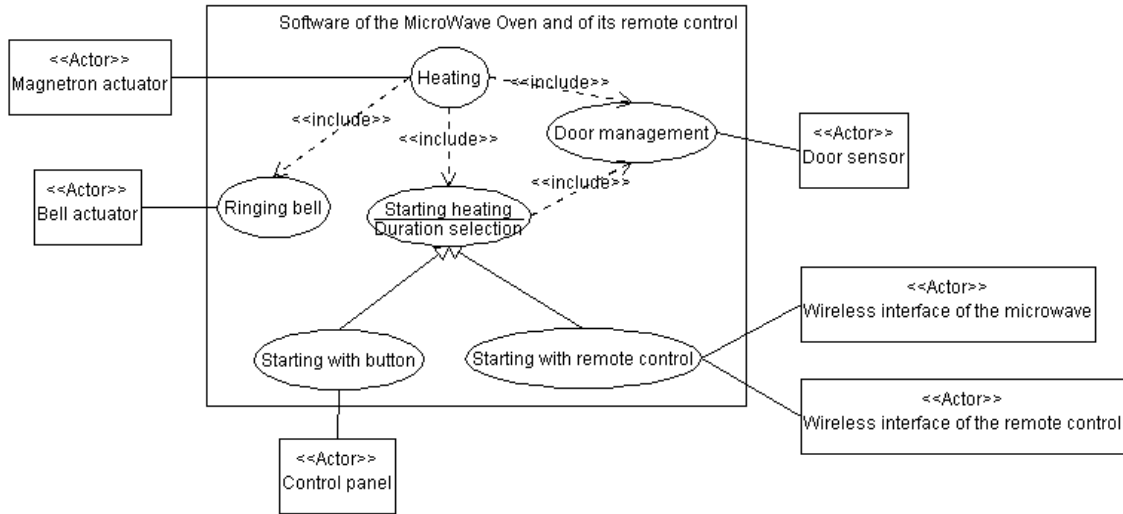 Software of the MicroWave Oven and of its remote control
<<Actor>>
Magnetron actuator
Heating
<<include>>
<<include>>
<<include>>
Door management
<<Actor>>
Door sensor
<<include>>
<<Actor>>
Bell actuator
Ringing bell
Starting heating
Duration selection
<<Actor>>
Wireless interface of the microwave
Starting with button
Starting with remote control
<<Actor>>
Wireless interface of the remote control
<<Actor>>
Control panel